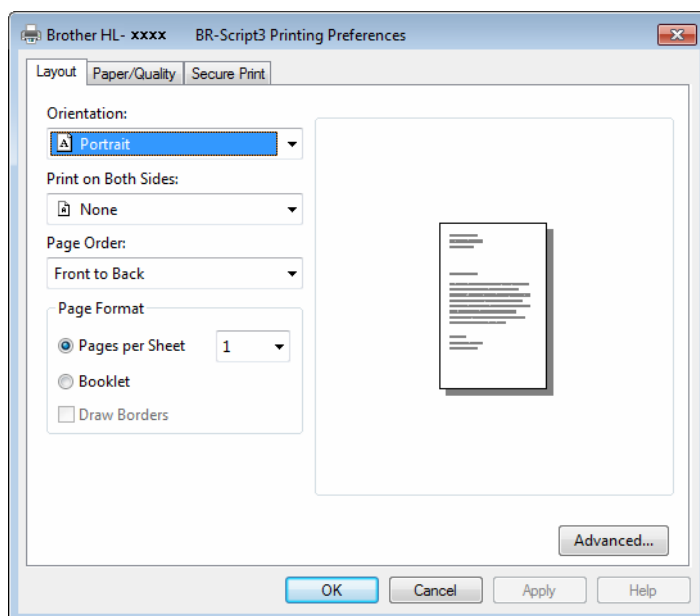 Brother HL- xxxx BR-Script3 Printing Preferences
Layout Paper/Quality Secure Print
Orientation:
A Portrait
Print on Both Sides:
None
Page Order:
Front to Back
Page Format
Pages per Sheet 1
Booklet
Draw Borders
Advanced...
OK Cancel Apply Help